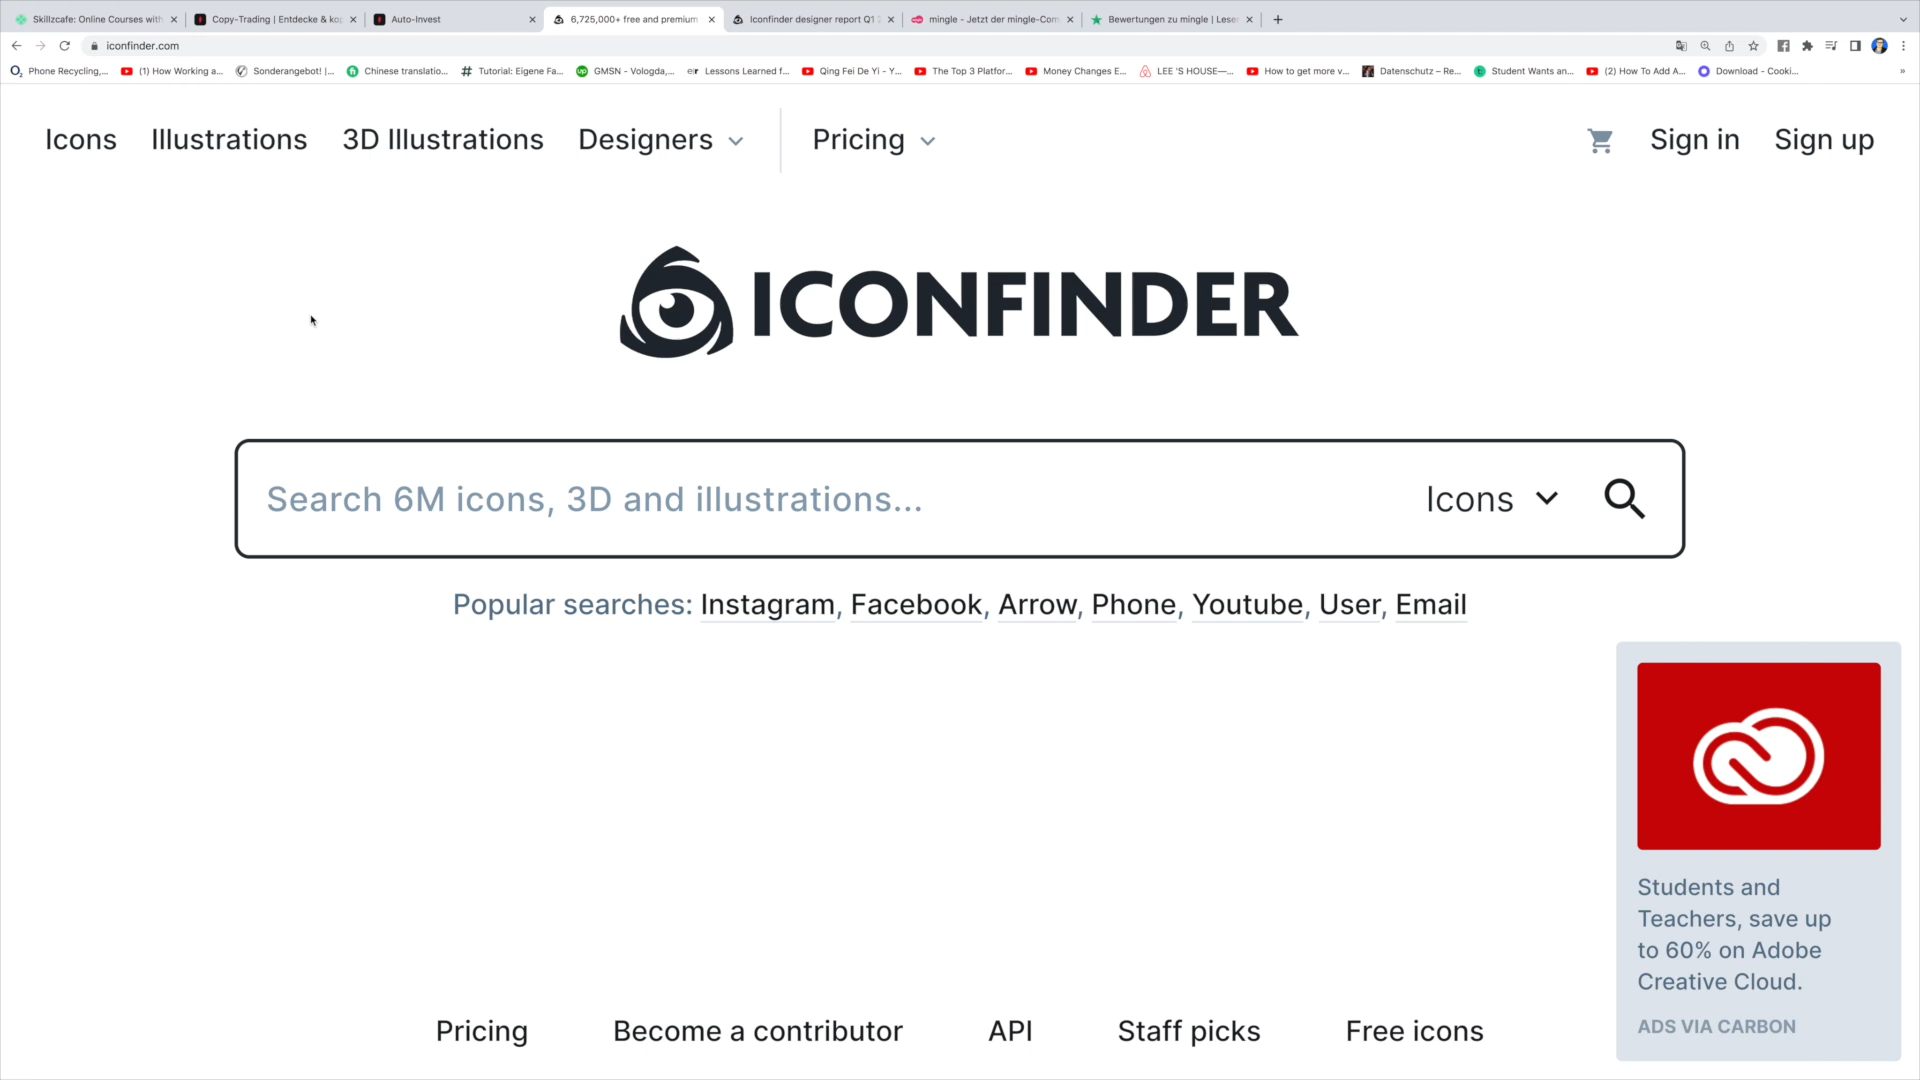 Skillzcafe: Online Courses with
Copy-Trading | Entdecke & kop
Auto-Invest
6,725,000+ free and premium
Iconfinder designer report Q1 2
mingle - Jetzt der mingle-Com
Bewertungen zu mingle | Lese
iconfinder.com
Phone Recycling,...
(1) How Working a...
Sonderangebot! |...
Chinese translatio...
Tutorial: Eigene Fa...
GMSN - Vologda,...
Lessons Learned f...
Qing Fei De Yi - Y...
The Top 3 Platfor...
Money Changes E...
LEE 'S HOUSE—...
How to get more v...
Datenschutz – Re...
Student Wants an...
(2) How To Add A...
Download - Cooki...
»
Icons
Illustrations
3D Illustrations
Designers
Pricing
Sign in
Sign up
ICONFINDER
Search 6M icons, 3D and illustrations...
Icons
Popular searches: Instagram, Facebook, Arrow, Phone, Youtube, User, Email
Students and
Teachers, save up
to 60% on Adobe
Creative Cloud.
ADS VIA CARBON
Pricing
Become a contributor
API
Staff picks
Free icons